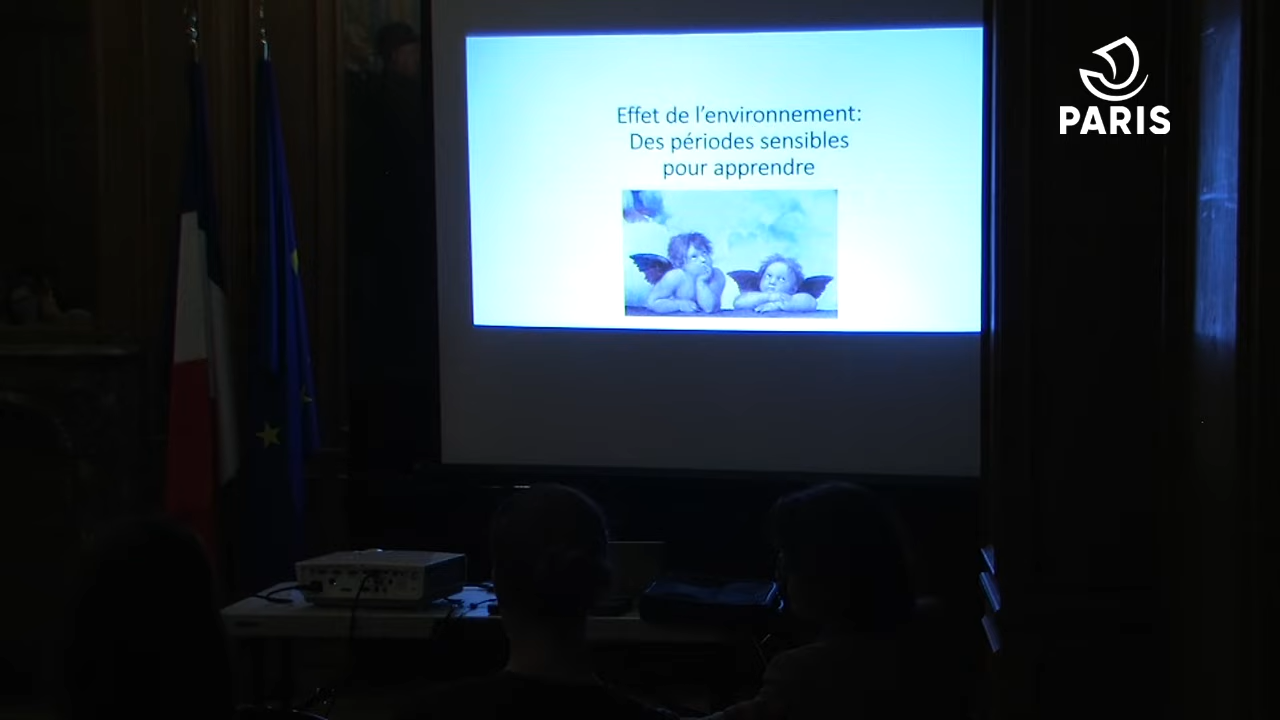 Effet de l'environnement:
Des périodes sensibles
pour apprendre
PARIS